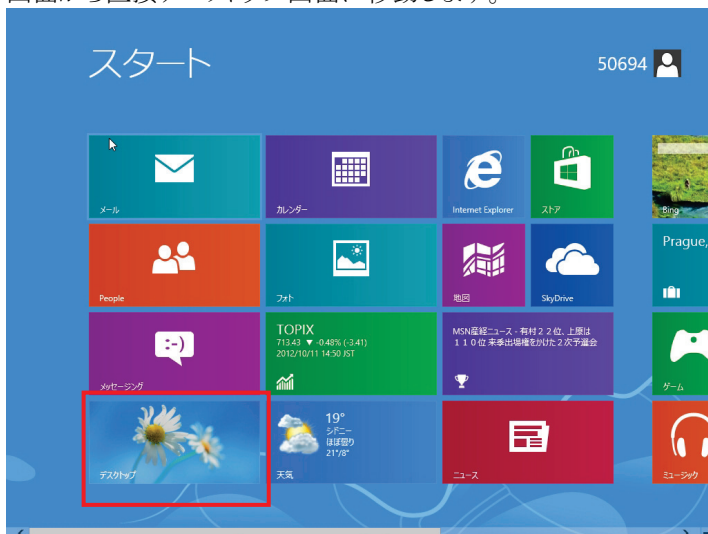 スタート
50694
メール
カレンダー
Internet Explorer
ストア
Bing
People
フォト
地図
SkyDrive
Prague,
メッセージング
TOPIX
713.43 ▼ -0.48% (-3.41)
2012/10/11 14:50 JST
MSN産経ニュース - 有村22位、上原は
110位 来季出場権をかけた2次予選会
ゲーム
デスクトップ
19°
シドニー
ほぼ曇り
21°/8°
天気
ニュース
ミュージック